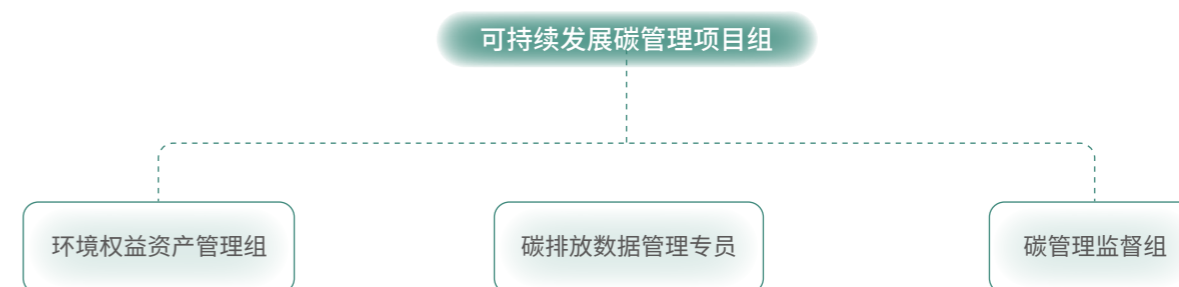 可持续发展碳管理项目组
环境权益资产管理组
碳排放数据管理专员
碳管理监督组